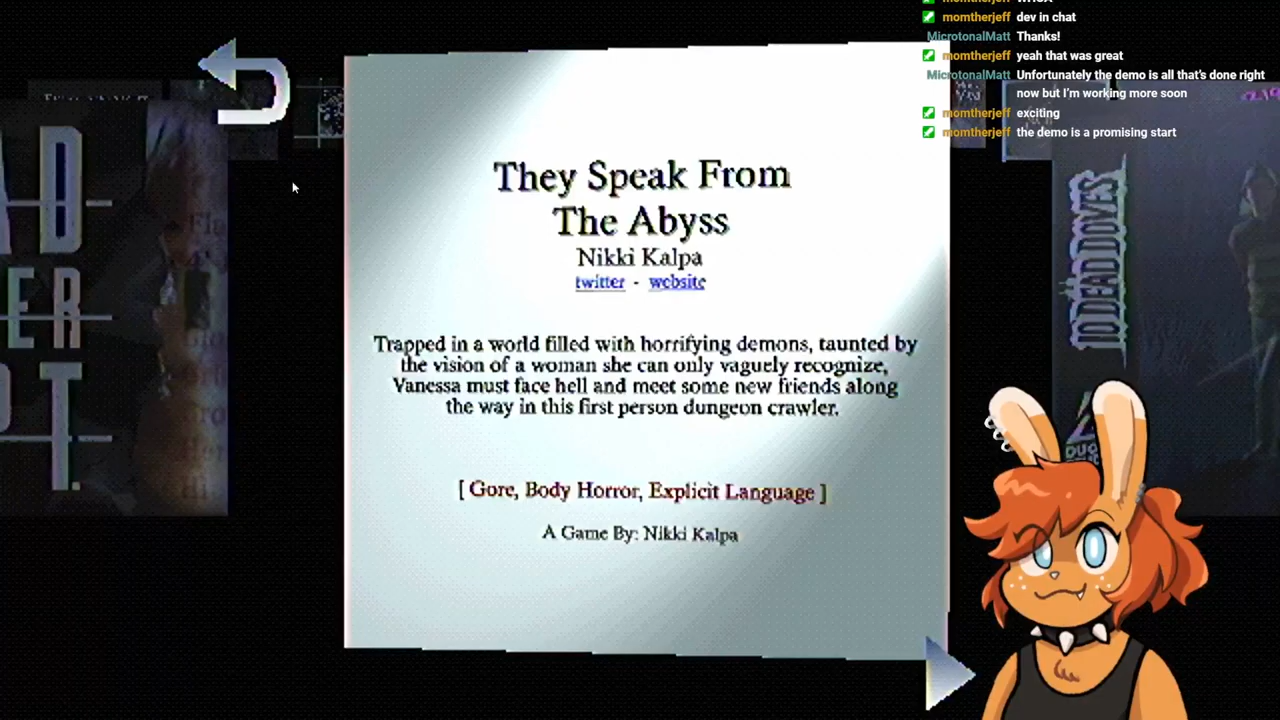 momtherjeff dev in chat
MicrotonalMatt Thanks!
momtherjeff yeah that was great
MicrotonalMatt Unfortunately the demo is all that's done right
now but I'm working more soon
momtherjeff exciting
momtherjeff the demo is a promising start
They Speak From
The Abyss
Nikki Kalpa
twitter - website
Trapped in a world filled with horrifying demons, taunted by
the vision of a woman she can only vaguely recognize,
Vanessa must face hell and meet some new friends along
the way in this first person dungeon crawler.
[ Gore, Body Horror, Explicit Language ]
A Game By: Nikki Kalpa
10 DEAD DOVES